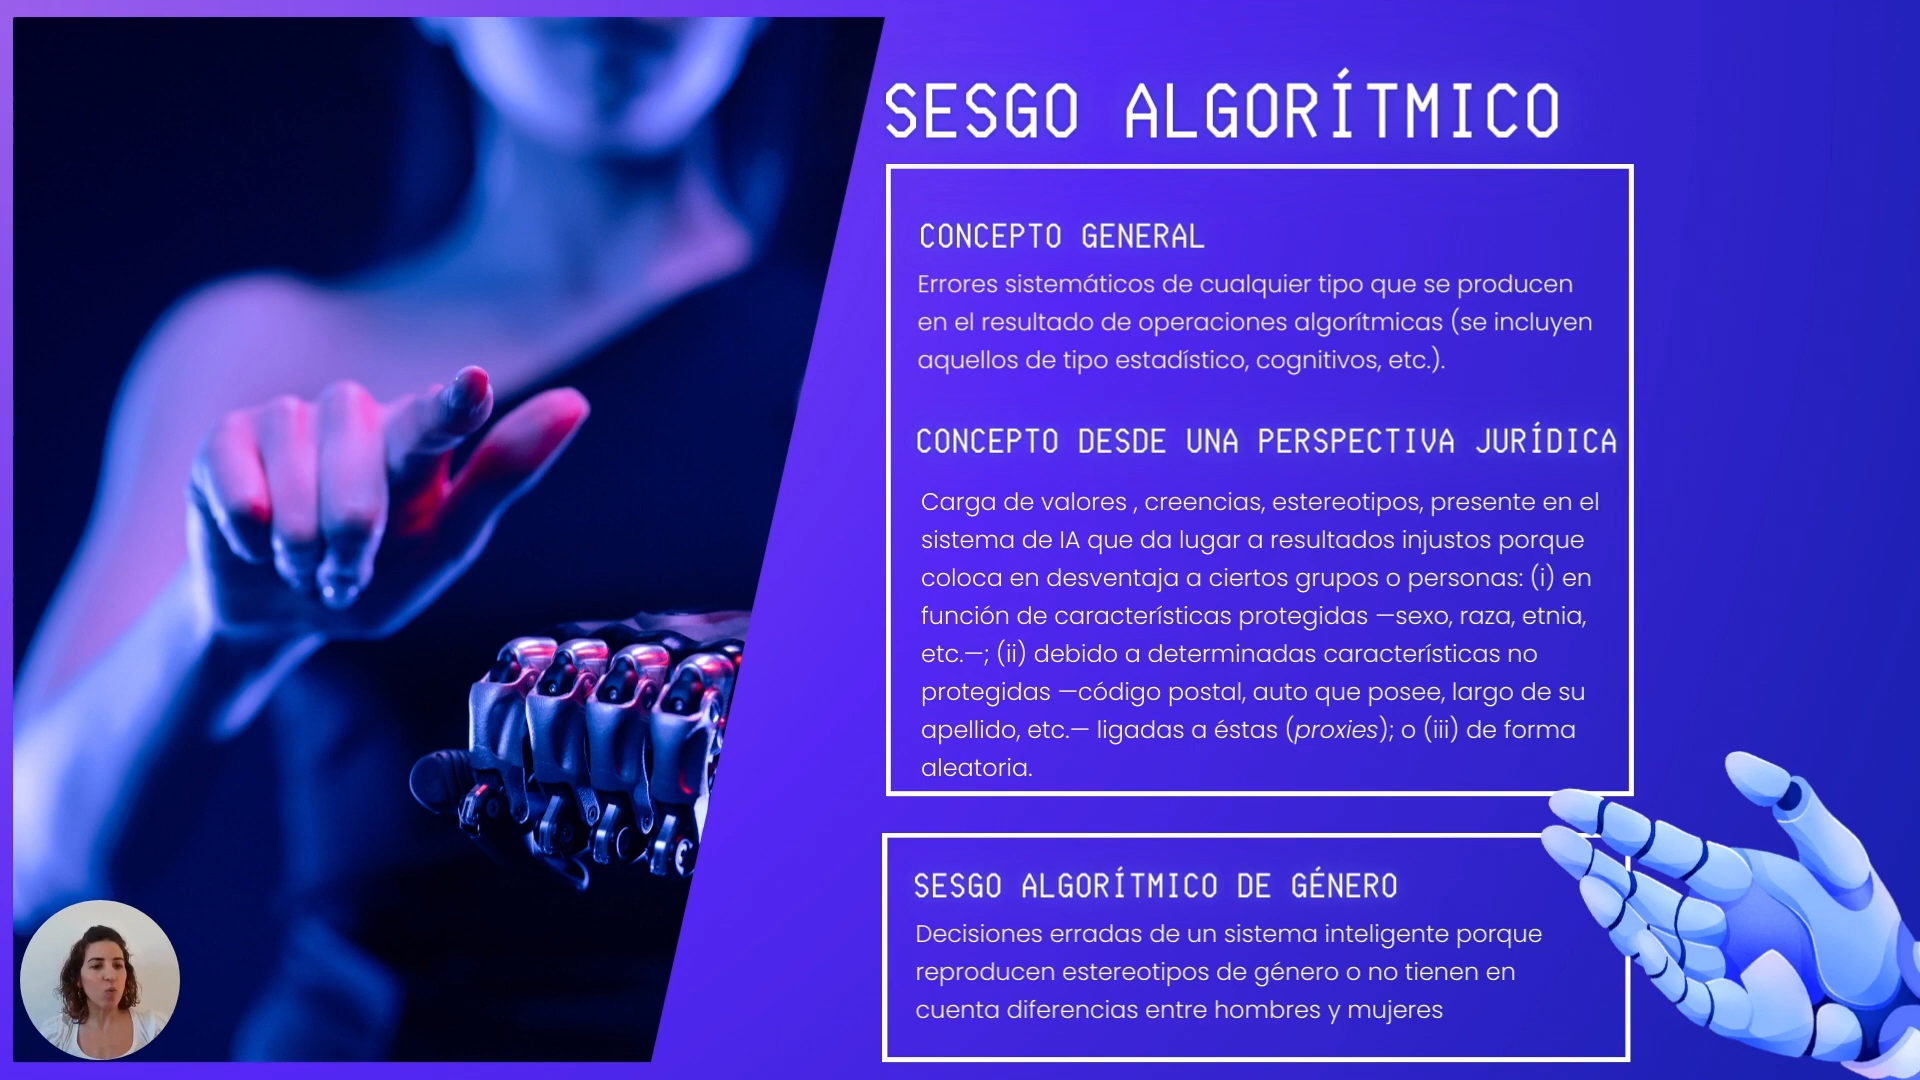 SESGO ALGORÍTMICO
CONCEPTO GENERAL
Errores sistemáticos de cualquier tipo que se producen
en el resultado de operaciones algorítmicas (se incluyen
aquellos de tipo estadístico, cognitivos, etc.).
CONCEPTO DESDE UNA PERSPECTIVA JURÍDICA
Carga de valores , creencias, estereotipos, presente en el
sistema de IA que da lugar a resultados injustos porque
coloca en desventaja a ciertos grupos o personas: (i) en
función de características protegidas —sexo, raza, etnia,
etc.—; (ii) debido a determinadas características no
protegidas —código postal, auto que posee, largo de su
apellido, etc.— ligadas a éstas (proxies); o (iii) de forma
aleatoria.
SESGO ALGORÍTMICO DE GÉNERO
Decisiones erradas de un sistema inteligente porque
reproducen estereotipos de género o no tienen en
cuenta diferencias entre hombres y mujeres